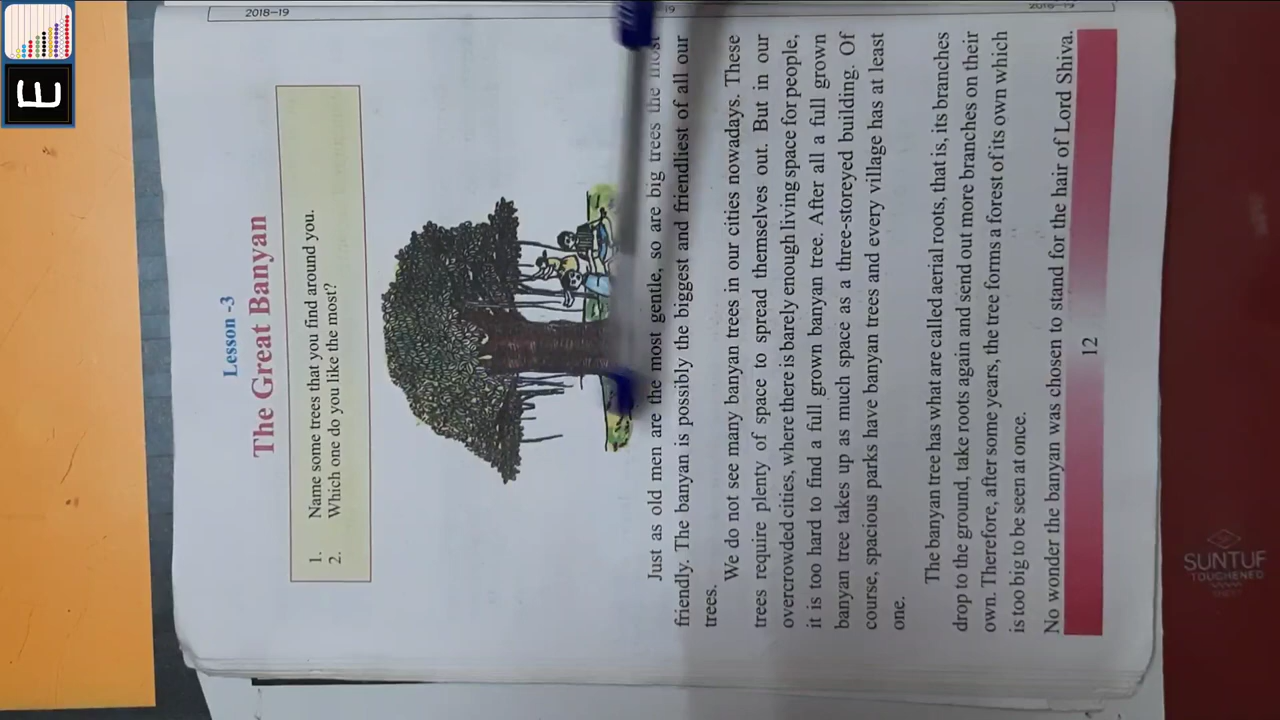 2018–19
Lesson -3
The Great Banyan
1. Name some trees that you find around you.
2. Which one do you like the most?
Just as old men are the most gentle, so are big trees the most
friendly. The banyan is possibly the biggest and friendliest of all our
trees.
We do not see many banyan trees in our cities nowadays. These
trees require plenty of space to spread themselves out. But in our
overcrowded cities, where there is barely enough living space for people,
it is too hard to find a full grown banyan tree. After all a full grown
banyan tree takes up as much space as a three-storeyed building. Of
course, spacious parks have banyan trees and every village has at least
one.
The banyan tree has what are called aerial roots, that is, its branches
drop to the ground, take roots again and send out more branches on their
own. Therefore, after some years, the tree forms a forest of its own which
is too big to be seen at once.
No wonder the banyan was chosen to stand for the hair of Lord Shiva.
12
E
SUNTUF
TOUGHENED